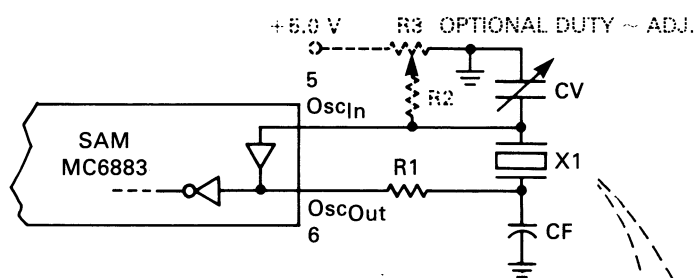 +5.0 V R3 OPTIONAL DUTY ~ ADJ.
5
OscIn
R2
CV
SAM
MC6883
R1
X1
OscOut
6
CF